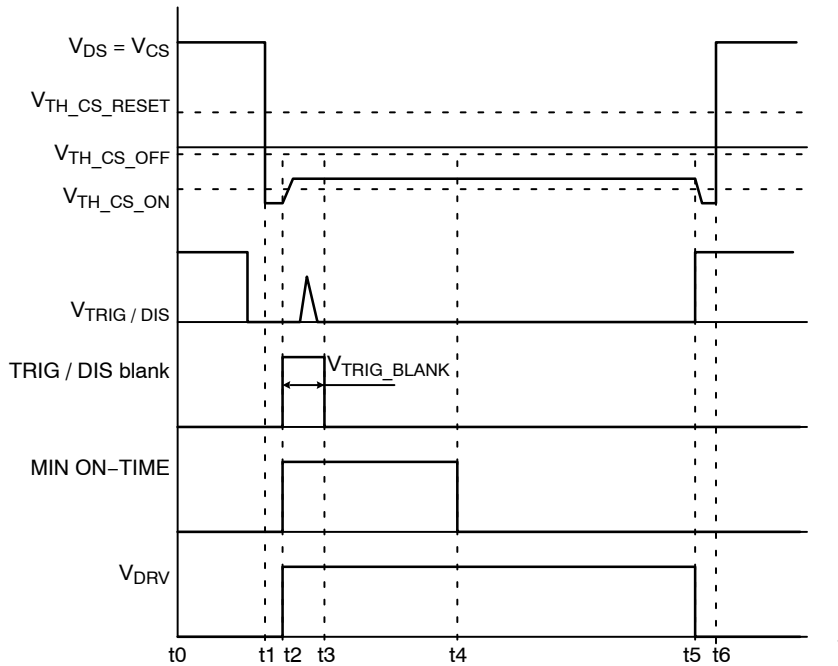 VDS = VCS
VTH_CS_RESET
VTH_CS_OFF
VTH_CS_ON
VTRIG / DIS
TRIG / DIS blank
VTRIG_BLANK
MIN ON−TIME
VDRV
t0 t1 t2 t3 t4 t5 t6